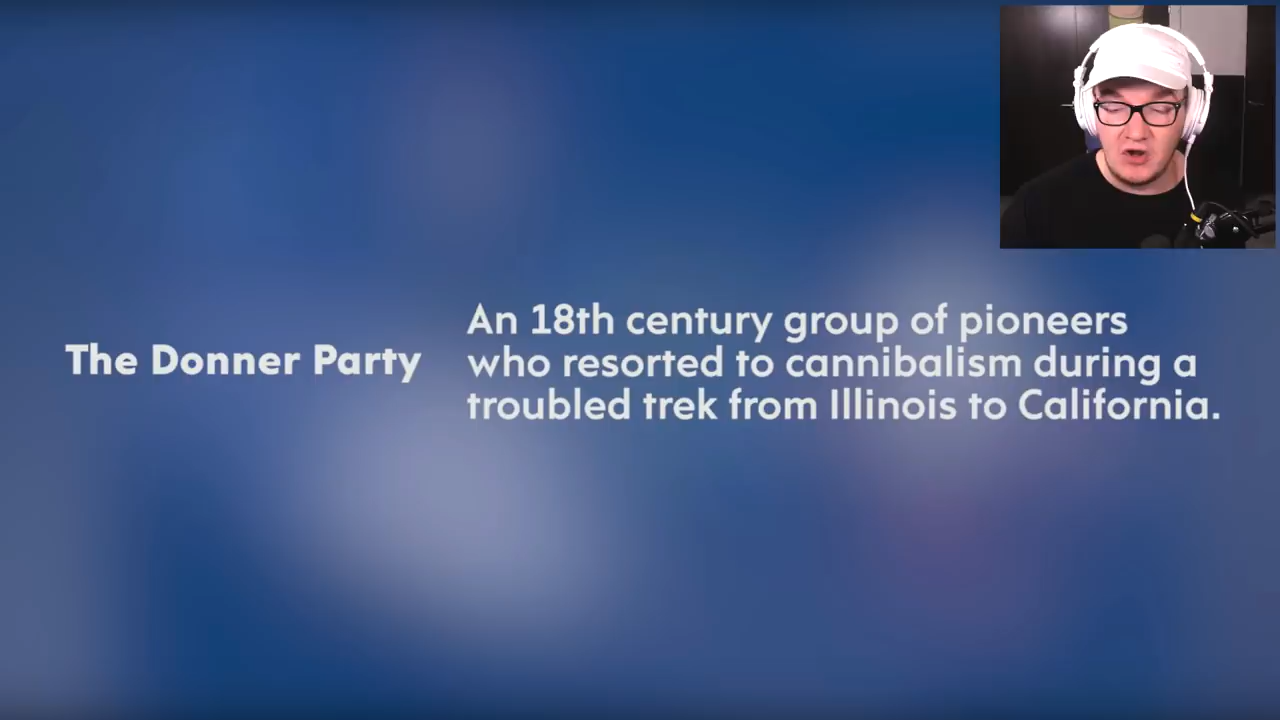 The Donner Party
An 18th century group of pioneers
who resorted to cannibalism during a
troubled trek from Illinois to California.